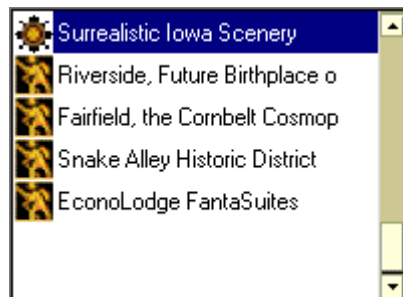 Surrealistic Iowa Scenery
Riverside, Future Birthplace o
Fairfield, the Cornbelt Cosmop
Snake Alley Historic District
EconoLodge FantaSuites